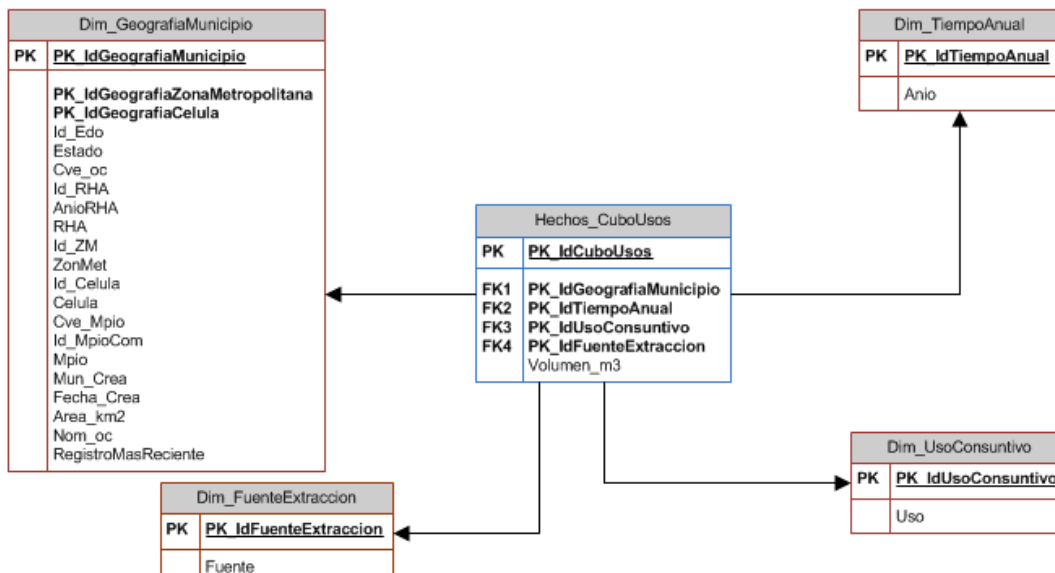 Dim_GeografiaMunicipio
PK PK_IdGeografiaMunicipio
PK_IdGeografiaZonaMetropolitana
PK_IdGeografiaCelula
Id_Edo
Estado
Cve_oc
Id_RHA
AnioRHA
RHA
Id_ZM
ZonMet
Id_Celula
Celula
Cve_Mpio
Id_MpioCom
Mpio
Mun_Crea
Fecha_Crea
Area_km2
Nom_oc
RegistroMasReciente
Dim_TiempoAnual
PK PK_IdTiempoAnual
Anio
Hechos_CuboUsos
PK PK_IdCuboUsos
FK1 PK_IdGeografiaMunicipio
FK2 PK_IdTiempoAnual
FK3 PK_IdUsoConsuntivo
FK4 PK_IdFuenteExtraccion
Volumen_m3
Dim_UsoConsuntivo
PK PK_IdUsoConsuntivo
Uso
Dim_FuenteExtraccion
PK PK_IdFuenteExtraccion
Fuente